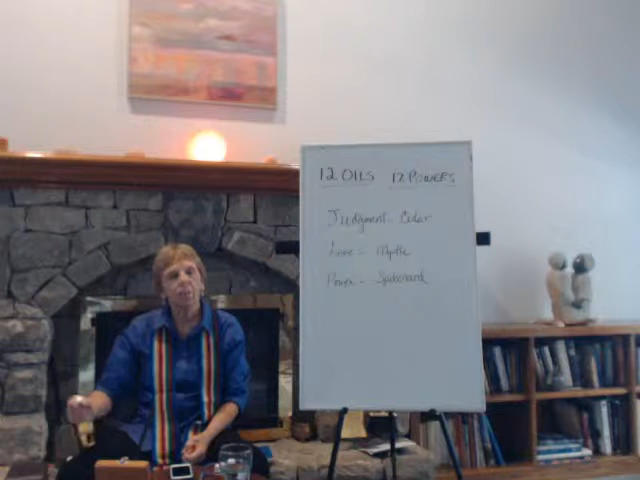 12 OILS 12 POWERS
Judgment - Cedar
Love - Myrtle
Power - Spikenard